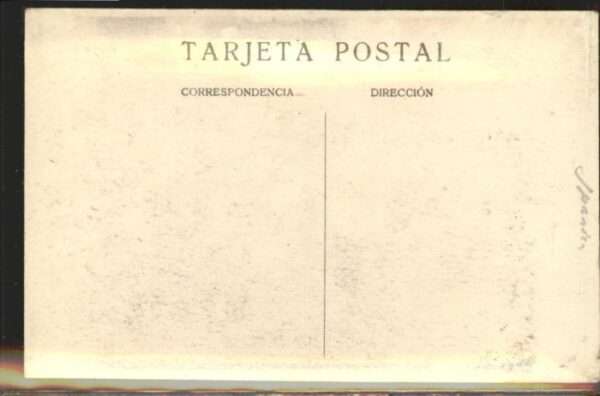 TARJETA POSTAL
CORRESPONDENCIA
DIRECCIÓN